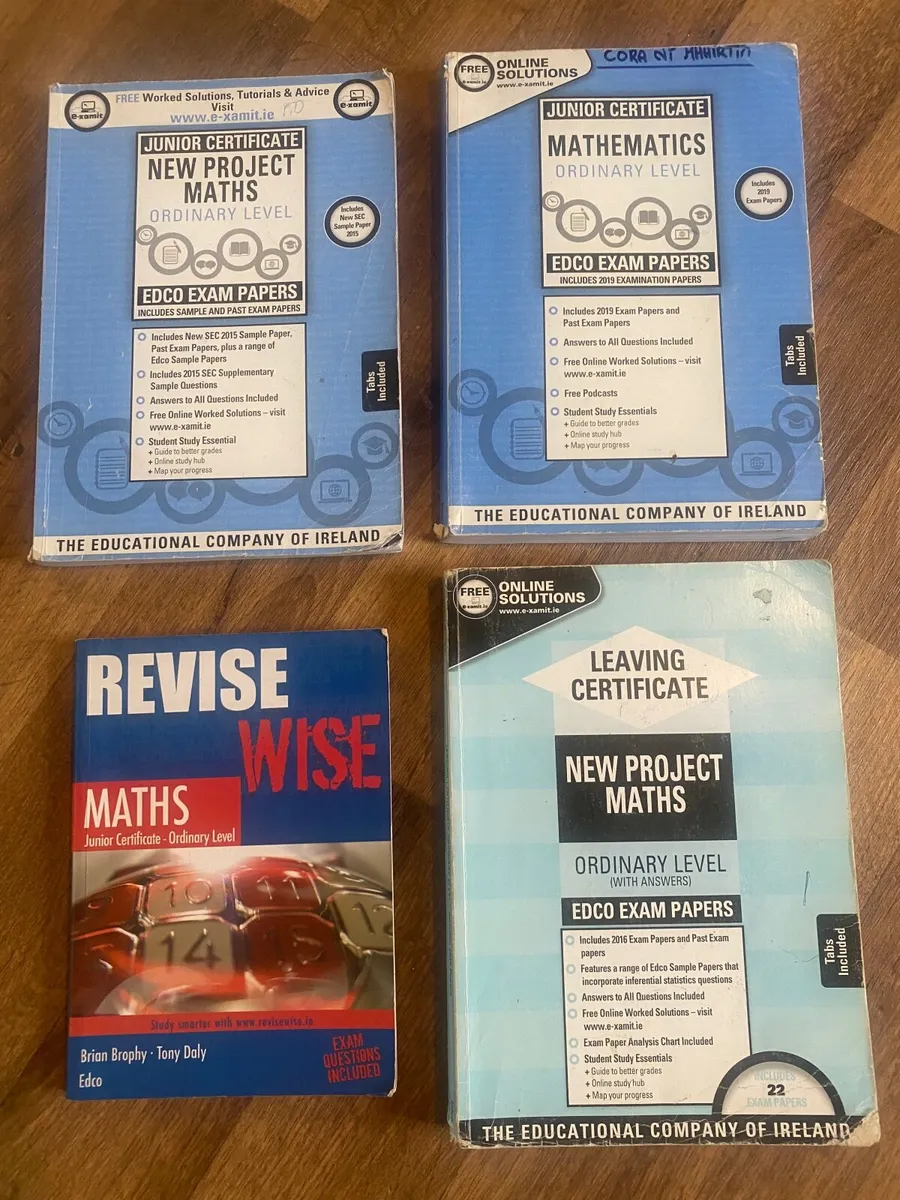 FREE Worked Solutions, Tutorials & Advice
Visit
www.e-xamit.ie
e-xamit
e-xamit
JUNIOR CERTIFICATE
NEW PROJECT
MATHS
ORDINARY LEVEL
Includes
New SEC
Sample Paper
2015
EDCO EXAM PAPERS
INCLUDES SAMPLE AND PAST EXAM PAPERS
Includes New SEC 2015 Sample Paper,
Past Exam Papers, plus a range of
Edco Sample Papers
Includes 2015 SEC Supplementary
Sample Questions
Answers to All Questions Included
Free Online Worked Solutions – visit
www.e-xamit.ie
Student Study Essential
+ Guide to better grades
+ Online study hub
+ Map your progress
Tabs
Included
THE EDUCATIONAL COMPANY OF IRELAND
FREE
e-xamit.ie
ONLINE
SOLUTIONS
www.e-xamit.ie
CORA NÍ MHAIRTÍN
JUNIOR CERTIFICATE
MATHEMATICS
ORDINARY LEVEL
Includes
2019
Exam Papers
EDCO EXAM PAPERS
INCLUDES 2019 EXAMINATION PAPERS
Includes 2019 Exam Papers and
Past Exam Papers
Answers to All Questions Included
Free Online Worked Solutions – visit
www.e-xamit.ie
Free Podcasts
Student Study Essentials
+ Guide to better grades
+ Online study hub
+ Map your progress
Tabs
Included
THE EDUCATIONAL COMPANY OF IRELAND
REVISE
WISE
MATHS
Junior Certificate - Ordinary Level
10
11
12
14
15
Study smarter with www.revisewise.ie
Brian Brophy · Tony Daly
Edco
EXAM
QUESTIONS
INCLUDED
FREE
e-xamit.ie
ONLINE
SOLUTIONS
www.e-xamit.ie
LEAVING
CERTIFICATE
NEW PROJECT
MATHS
ORDINARY LEVEL
(WITH ANSWERS)
EDCO EXAM PAPERS
Includes 2016 Exam Papers and Past Exam
papers
Features a range of Edco Sample Papers that
incorporate inferential statistics questions
Answers to All Questions Included
Free Online Worked Solutions – visit
www.e-xamit.ie
Exam Paper Analysis Chart Included
Student Study Essentials
+ Guide to better grades
+ Online study hub
+ Map your progress
Tabs
Included
INCLUDES
22
EXAM PAPERS
THE EDUCATIONAL COMPANY OF IRELAND